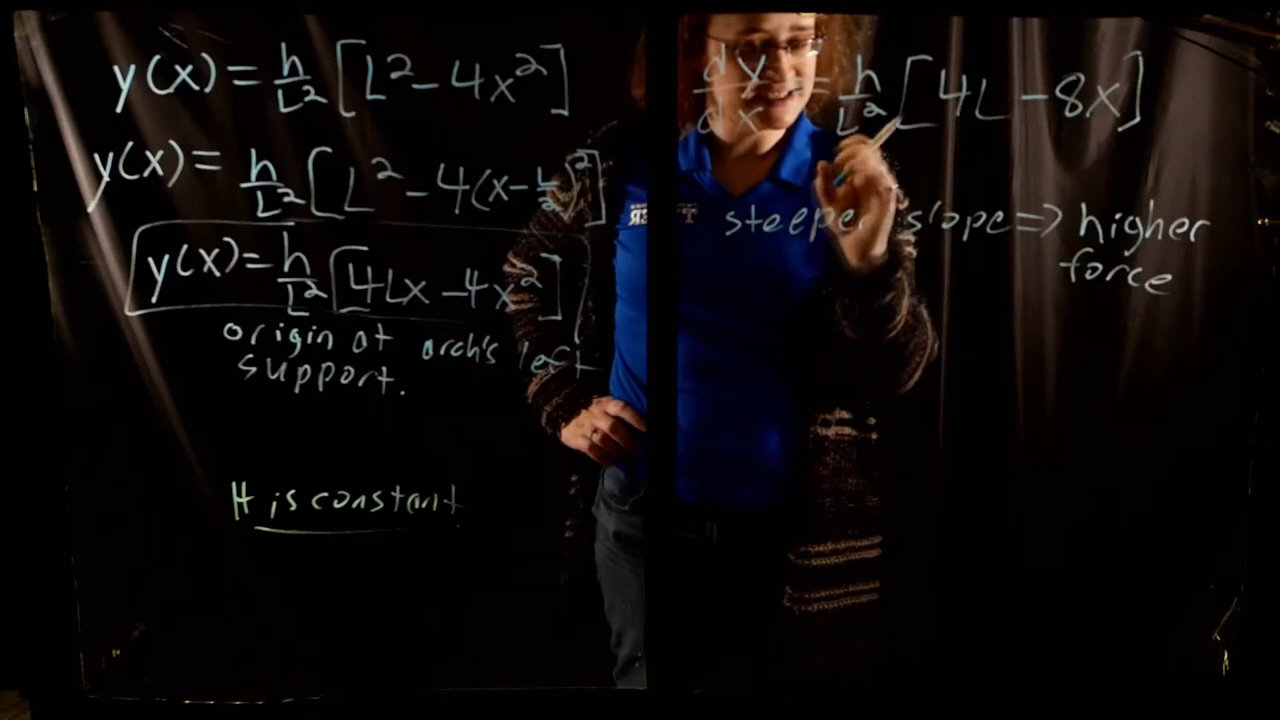 y(x) = h/L² [L² - 4x²]
y(x) = h/L² [L² - 4(x - L/2)²]
y(x) = h/L² [4Lx - 4x²]
origin at arch's left
support.
H is constant
dy/dx = h/L² [4L - 8x]
steeper slope => higher
force